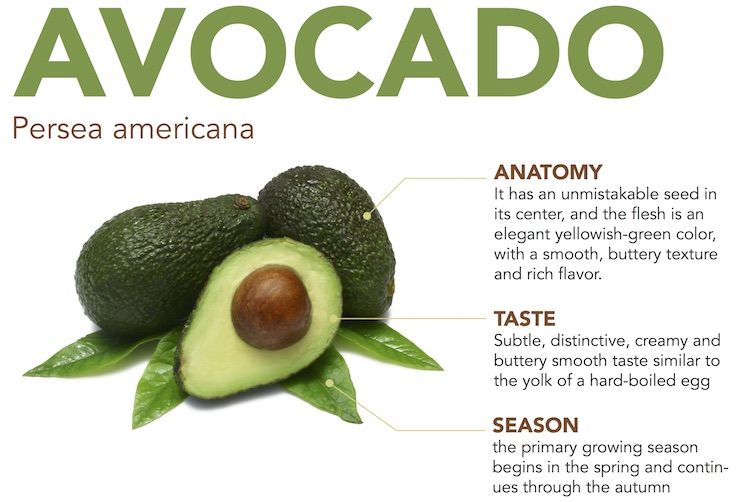 AVOCADO
Persea americana
ANATOMY
It has an unmistakable seed in
its center, and the flesh is an
elegant yellowish-green color,
with a smooth, buttery texture
and rich flavor.
TASTE
Subtle, distinctive, creamy and
buttery smooth taste similar to
the yolk of a hard-boiled egg
SEASON
the primary growing season
begins in the spring and contin-
ues through the autumn